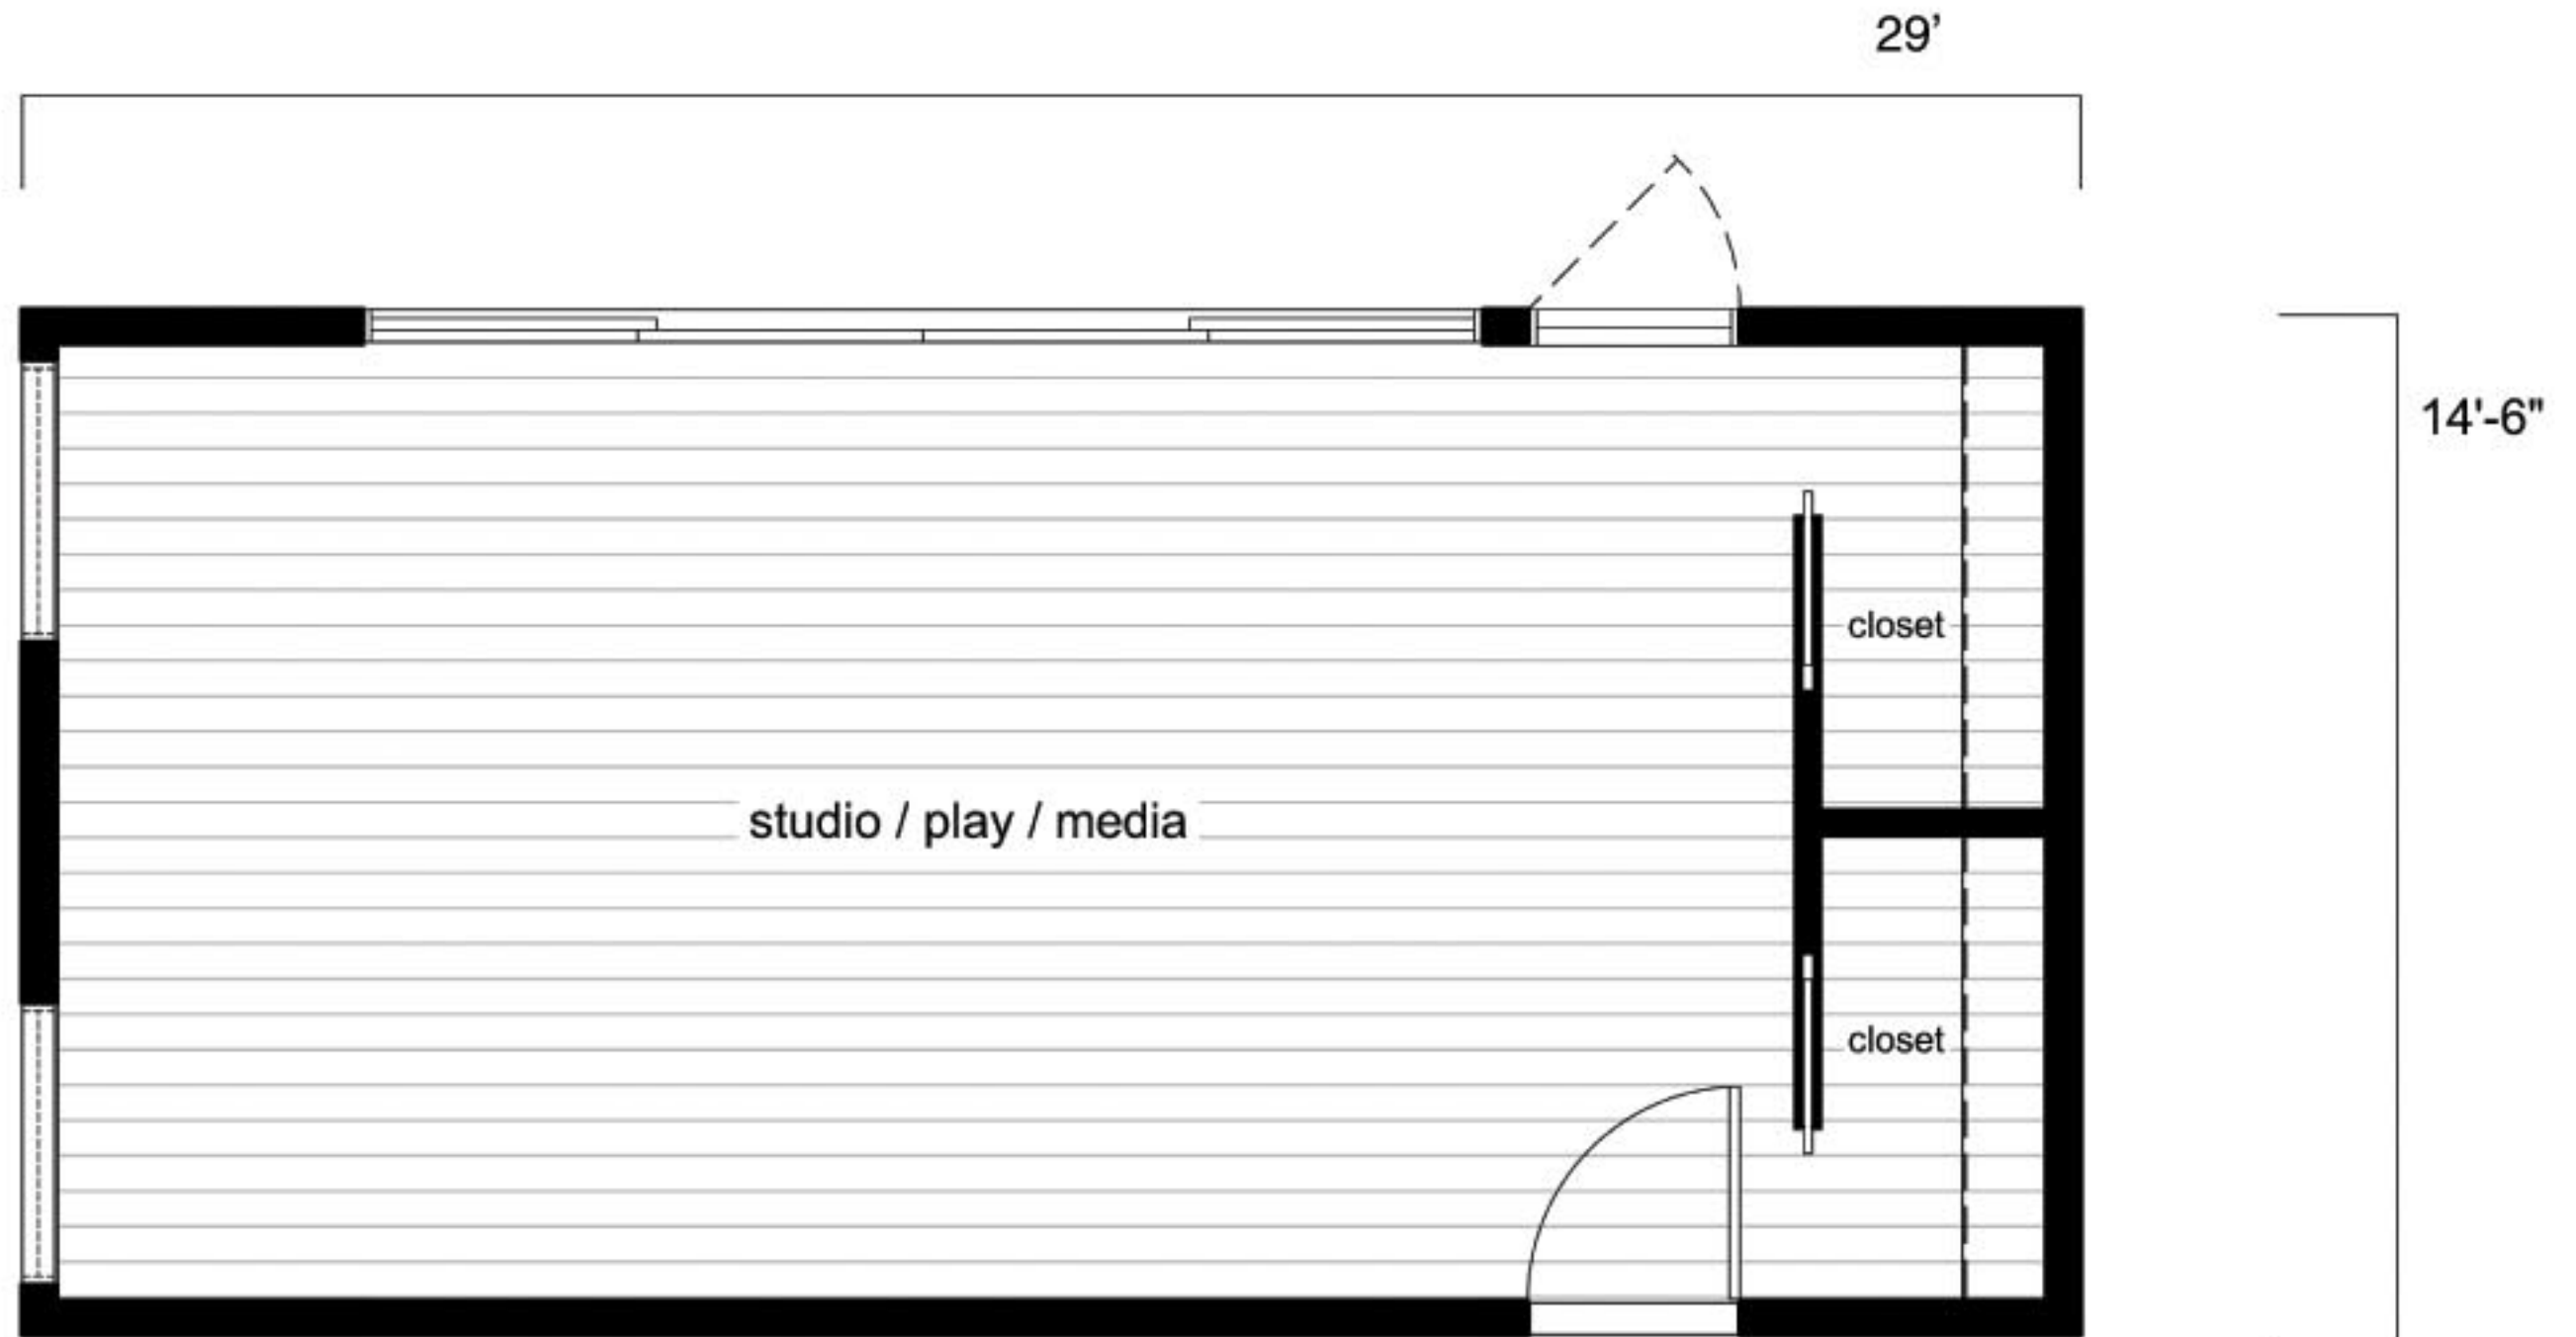 29’
14'-6"
closet
studio / play / media
closet